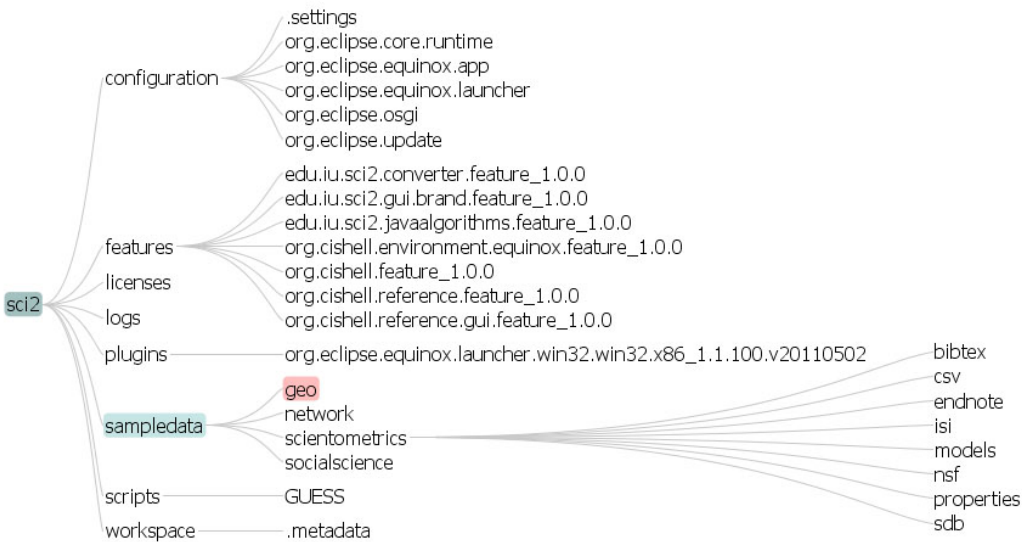 sci2
configuration
.settings
org.eclipse.core.runtime
org.eclipse.equinox.app
org.eclipse.equinox.launcher
org.eclipse.osgi
org.eclipse.update
features
edu.iu.sci2.converter.feature_1.0.0
edu.iu.sci2.gui.brand.feature_1.0.0
edu.iu.sci2.javaalgorithms.feature_1.0.0
org.cishell.environment.equinox.feature_1.0.0
org.cishell.feature_1.0.0
org.cishell.reference.feature_1.0.0
org.cishell.reference.gui.feature_1.0.0
licenses
logs
plugins
org.eclipse.equinox.launcher.win32.win32.x86_1.1.100.v20110502
sampledata
geo
network
scientometrics
bibtex
csv
endnote
isi
models
nsf
properties
sdb
socialscience
scripts
GUESS
workspace
.metadata